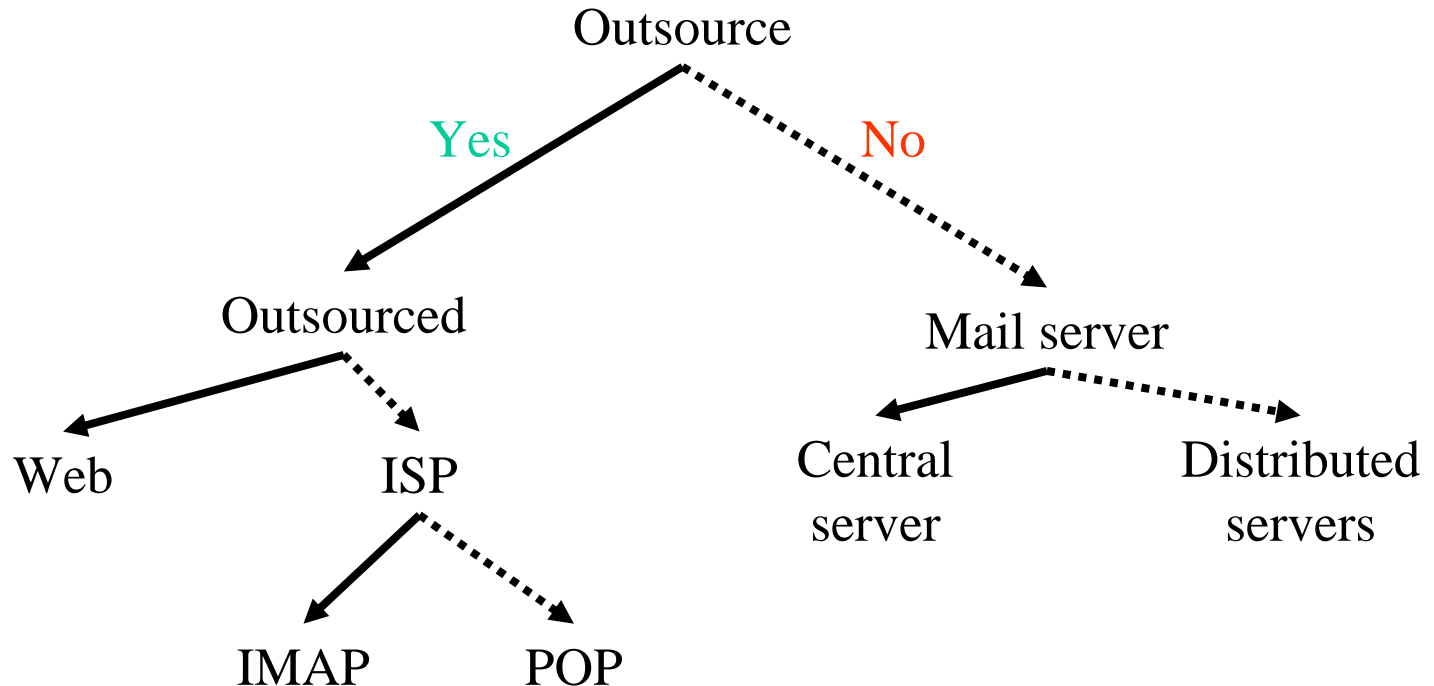 Outsource
Yes
No
Outsourced
Mail server
Web
ISP
Central
server
Distributed
servers
IMAP
POP